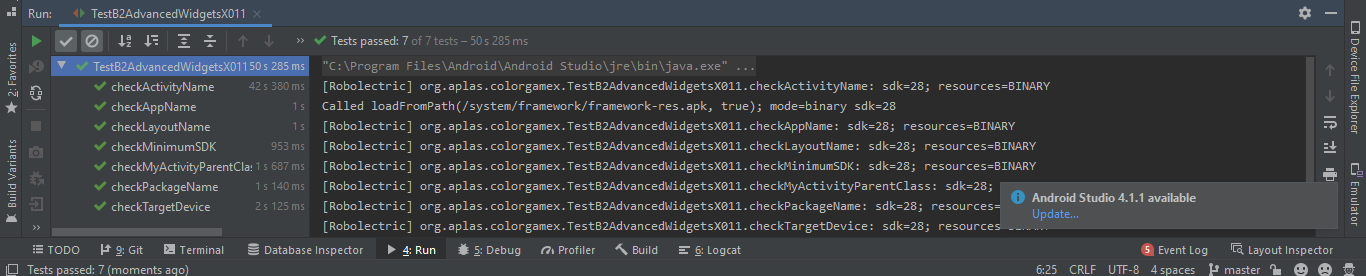 Run: TestB2AdvancedWidgetsX011
Tests passed: 7 of 7 tests – 50 s 285 ms
TestB2AdvancedWidgetsX011 50 s 285 ms
checkActivityName 42 s 380 ms
checkAppName 1 s
checkLayoutName 1 s
checkMinimumSDK 953 ms
checkMyActivityParentClas 1 s 687 ms
checkPackageName 1 s 140 ms
checkTargetDevice 2 s 125 ms
"C:\Program Files\Android\Android Studio\jre\bin\java.exe" ...
[Robolectric] org.aplas.colorgamex.TestB2AdvancedWidgetsX011.checkActivityName: sdk=28; resources=BINARY
Called loadFromPath(/system/framework/framework-res.apk, true); mode=binary sdk=28
[Robolectric] org.aplas.colorgamex.TestB2AdvancedWidgetsX011.checkAppName: sdk=28; resources=BINARY
[Robolectric] org.aplas.colorgamex.TestB2AdvancedWidgetsX011.checkLayoutName: sdk=28; resources=BINARY
[Robolectric] org.aplas.colorgamex.TestB2AdvancedWidgetsX011.checkMinimumSDK: sdk=28; resources=BINARY
[Robolectric] org.aplas.colorgamex.TestB2AdvancedWidgetsX011.checkMyActivityParentClass: sdk=28;
[Robolectric] org.aplas.colorgamex.TestB2AdvancedWidgetsX011.checkPackageName: sdk=28;
[Robolectric] org.aplas.colorgamex.TestB2AdvancedWidgetsX011.checkTargetDevice: sdk=28;
Android Studio 4.1.1 available
Update...
2: Favorites
Build Variants
Device File Explorer
Emulator
TODO 9: Git Terminal Database Inspector 4: Run 5: Debug Profiler Build 6: Logcat 5 Event Log Layout Inspector
Tests passed: 7 (moments ago) 6:25 CRLF UTF-8 4 spaces master